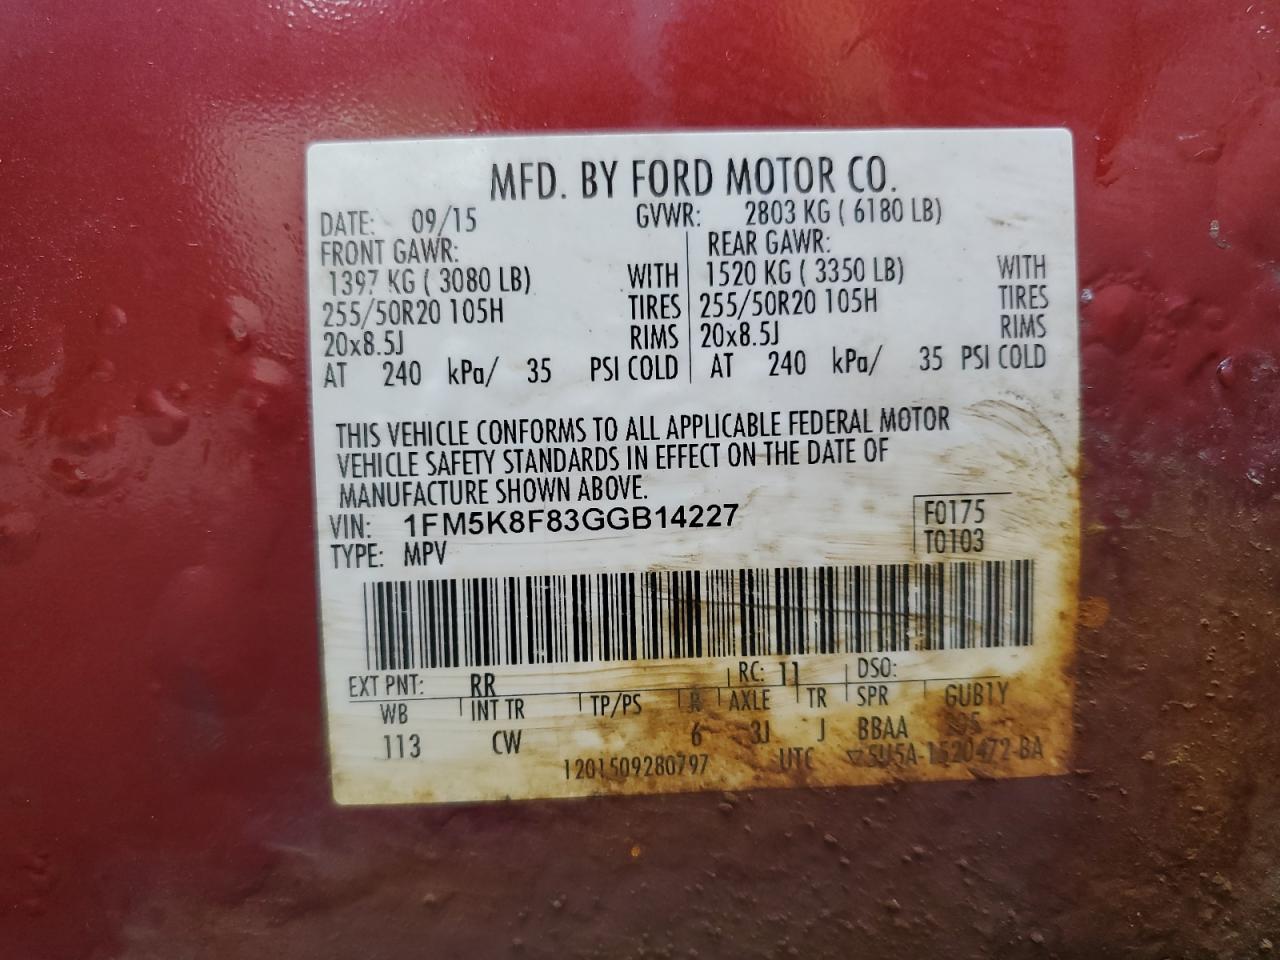 MFD. BY FORD MOTOR CO.
DATE: 09/15 GVWR: 2803 KG ( 6180 LB)
FRONT GAWR: REAR GAWR:
1397 KG ( 3080 LB) WITH 1520 KG ( 3350 LB) WITH
255/50R20 105H TIRES 255/50R20 105H TIRES
20x8.5J RIMS 20x8.5J RIMS
AT 240 kPa/ 35 PSI COLD AT 240 kPa/ 35 PSI COLD
THIS VEHICLE CONFORMS TO ALL APPLICABLE FEDERAL MOTOR
VEHICLE SAFETY STANDARDS IN EFFECT ON THE DATE OF
MANUFACTURE SHOWN ABOVE.
VIN: 1FM5K8F83GGB14227 F0175
TYPE: MPV T0103
EXT PNT: RR RC: 11 DSO:
WB INT TR TP/PS R AXLE TR SPR GUB1Y
113 CW 6 3J J BBAA
1201509280797 UTC ▽5U5A-1520472-BA